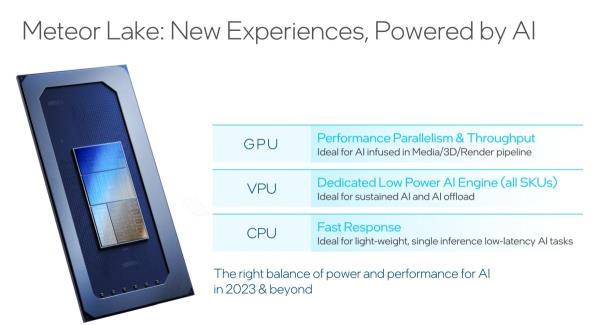 Meteor Lake: New Experiences, Powered by AI
GPU
Performance Parallelism & Throughput
Ideal for AI infused in Media/3D/Render pipeline
VPU
Dedicated Low Power AI Engine (all SKUs)
Ideal for sustained AI and AI offload
CPU
Fast Response
Ideal for light-weight, single inference low-latency AI tasks
The right balance of power and performance for AI
in 2023 & beyond